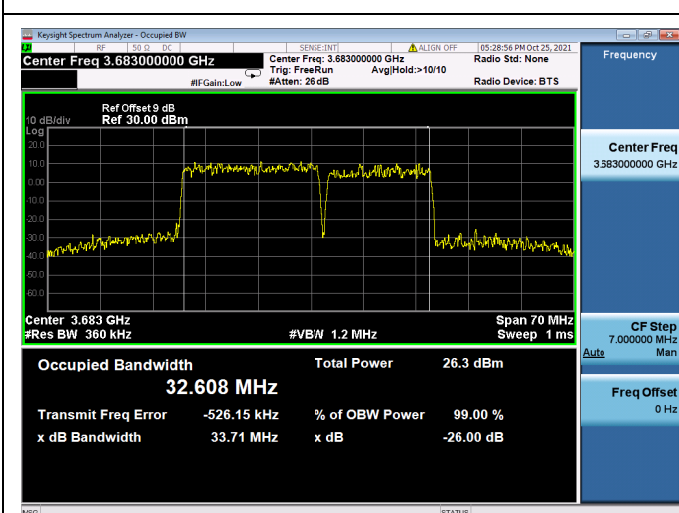 Keysight Spectrum Analyzer - Occupied BW
RF 50 Ω DC SENSE:INT ALIGN OFF 05:28:56 PM Oct 25, 2021
Center Freq 3.683000000 GHz
Center Freq: 3.683000000 GHz Radio Std: None
Trig: FreeRun Avg|Hold:>10/10
#IFGain:Low #Atten: 26dB Radio Device: BTS
Ref Offset 9 dB
10 dB/div Ref 30.00 dBm
Log
20.0
10.0
0.00
-10.0
-20.0
-30.0
-40.0
-50.0
-60.0
Center 3.683 GHz Span 70 MHz
#Res BW 360 kHz #VBW 1.2 MHz Sweep 1 ms
Occupied Bandwidth Total Power 26.3 dBm
32.608 MHz
Transmit Freq Error -526.15 kHz % of OBW Power 99.00 %
x dB Bandwidth 33.71 MHz x dB -26.00 dB
MSG STATUS
Frequency
Center Freq
3.683000000 GHz
CF Step
7.000000 MHz
Auto Man
Freq Offset
0 Hz